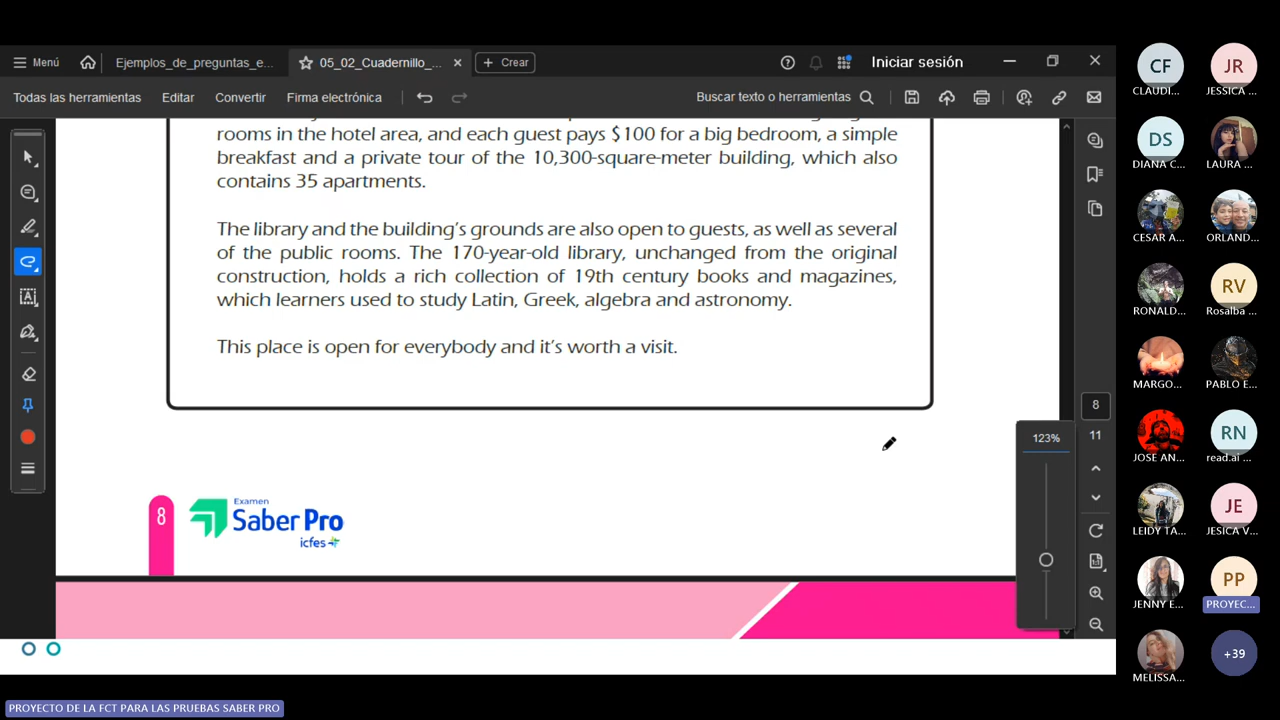 Menú
Ejemplos_de_preguntas_e...
05_02_Cuadernillo_...
Crear
Iniciar sesión
Todas las herramientas
Editar
Convertir
Firma electrónica
Buscar texto o herramientas
rooms in the hotel area, and each guest pays $100 for a big bedroom, a simple
breakfast and a private tour of the 10,300-square-meter building, which also
contains 35 apartments.
The library and the building's grounds are also open to guests, as well as several
of the public rooms. The 170-year-old library, unchanged from the original
construction, holds a rich collection of 19th century books and magazines,
which learners used to study Latin, Greek, algebra and astronomy.
This place is open for everybody and it's worth a visit.
8
Examen
Saber Pro
icfes
8
11
123%
CF
CLAUDI...
JR
JESSICA ...
DS
DIANA C...
LAURA ...
CESAR A...
ORLAND...
RONALD...
RV
Rosalba ...
MARGO...
PABLO E...
JOSE AN...
RN
read.ai ...
LEIDY TA...
JE
JESICA V...
JENNY E...
PP
PROYEC...
MELISSA...
+39
PROYECTO DE LA FCT PARA LAS PRUEBAS SABER PRO